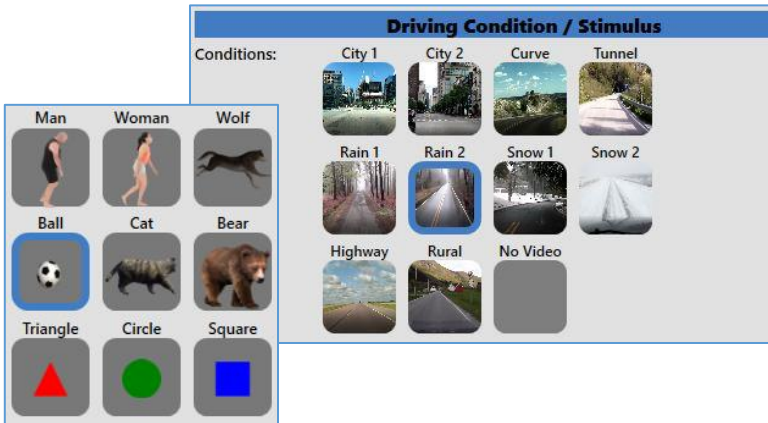 Driving Condition / Stimulus
Conditions:
City 1 City 2 Curve Tunnel
Rain 1 Rain 2 Snow 1 Snow 2
Highway Rural No Video
Man Woman Wolf
Ball Cat Bear
Triangle Circle Square